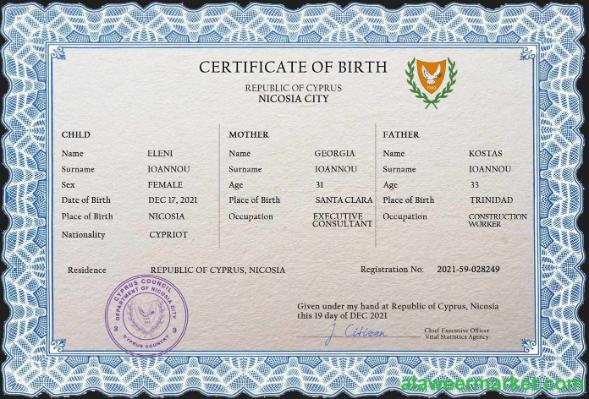 CERTIFICATE OF BIRTH
REPUBLIC OF CYPRUS
NICOSIA CITY
CHILD
Name ELENI
Surname IOANNOU
Sex FEMALE
Date of Birth DEC 17, 2021
Place of Birth NICOSIA
Nationality CYPRIOT
MOTHER
Name GEORGIA
Surname IOANNOU
Age 31
Place of Birth SANTA CLARA
Occupation EXECUTIVE
CONSULTANT
FATHER
Name KOSTAS
Surname IOANNOU
Age 33
Place of Birth TRINIDAD
Occupation CONSTRUCTION
WORKER
Residence REPUBLIC OF CYPRUS, NICOSIA
Registration No: 2021-59-028249
CYPRUS COUNCIL
DEPARTMENT OF NICOSIA CITY
CYPRUS COUNTRY
Given under my hand at Republic of Cyprus, Nicosia
this 19 day of DEC 2021
J Citizen
Chief Executive Officer
Vital Statistics Agency
alaweermarket.com